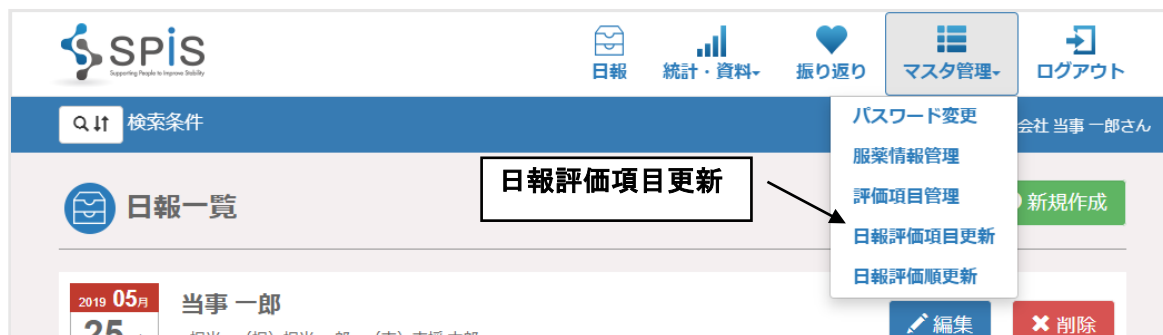 SPiS
Supporting People to Improve Stability
日報
統計・資料
振り返り
マスタ管理
ログアウト
検索条件
会社 当事 一郎さん
パスワード変更
服薬情報管理
評価項目管理
日報評価項目更新
日報評価順更新
日報評価項目更新
日報一覧
新規作成
2019 05月
25
当事 一郎
編集
削除